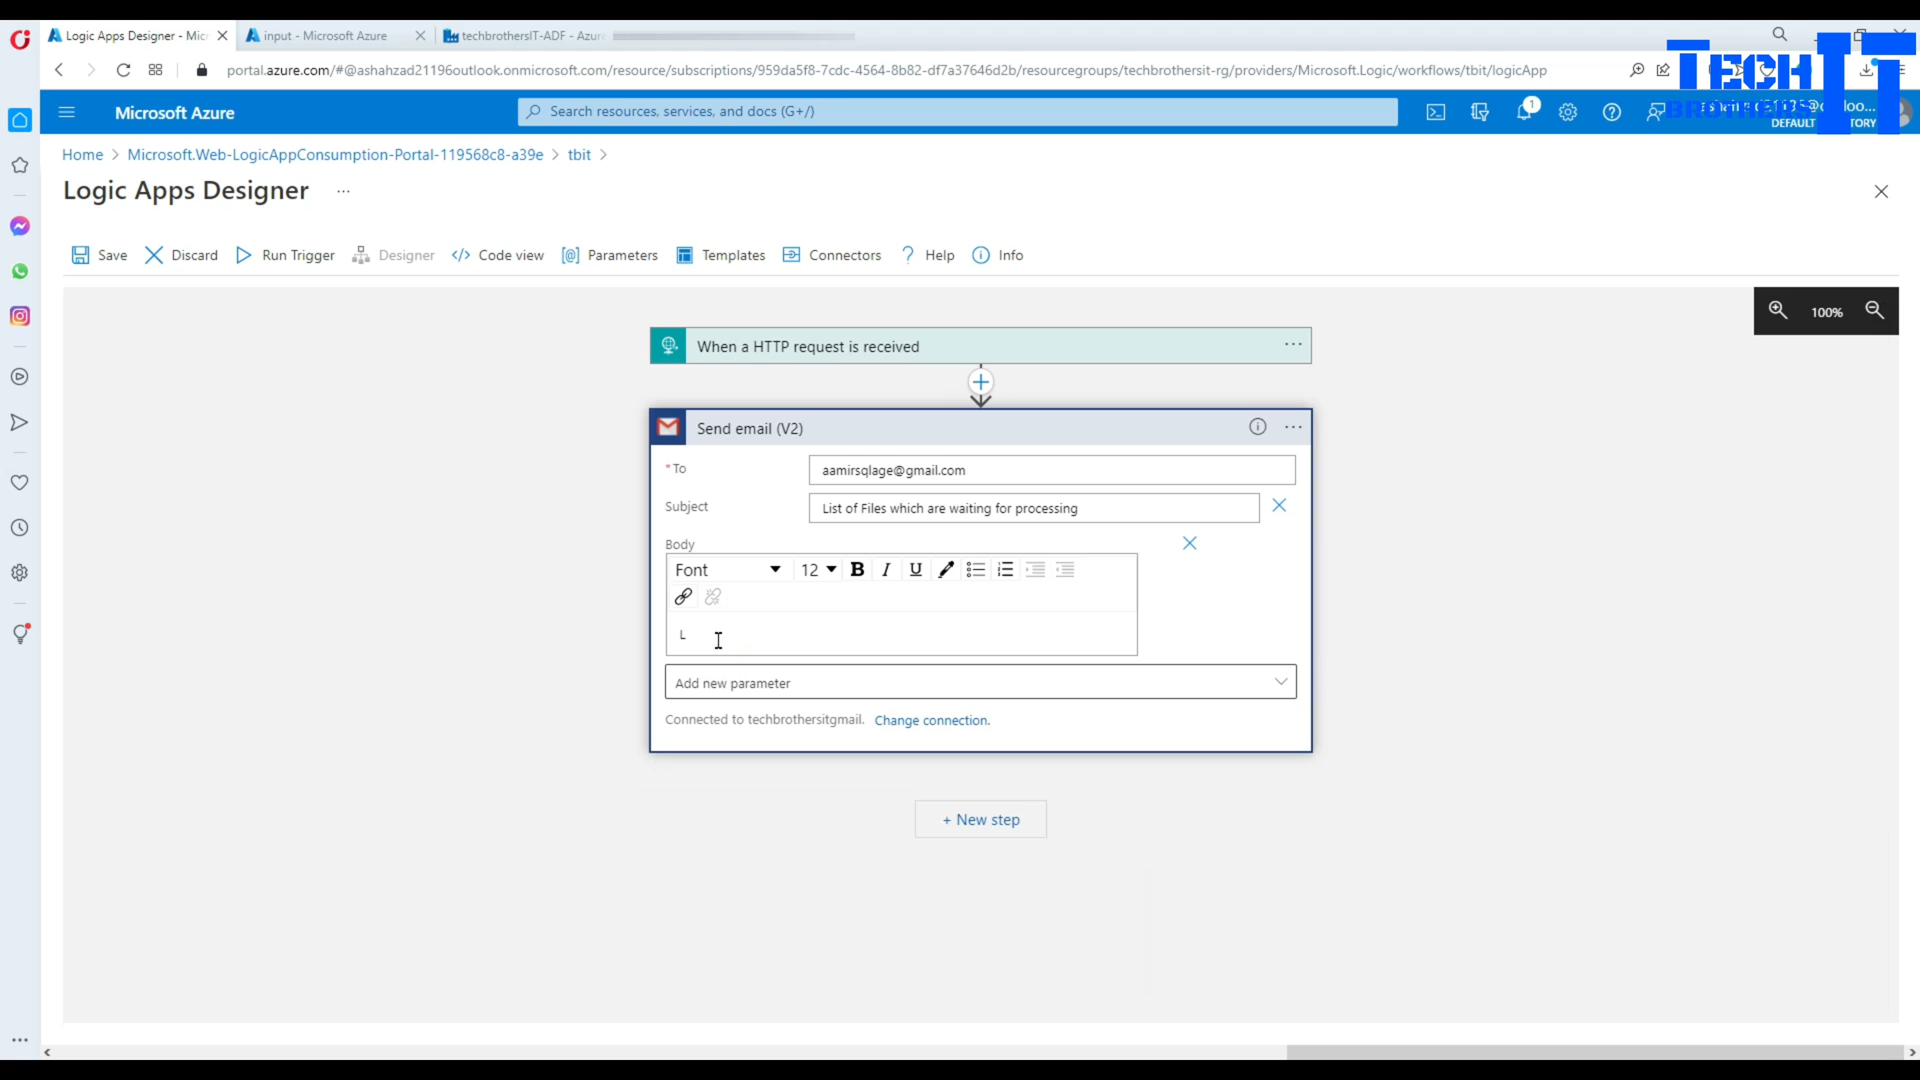 Logic Apps Designer - Mic
input - Microsoft Azure
techbrothersIT-ADF - Azur
TECH IT
BROTHERS
portal.azure.com/#@ashahzad21196outlook.onmicrosoft.com/resource/subscriptions/959da5f8-7cdc-4564-8b82-df7a37646d2b/resourcegroups/techbrothersit-rg/providers/Microsoft.Logic/workflows/tbit/logicApp
Microsoft Azure
Search resources, services, and docs (G+/)
1
DEFAULT
Home > Microsoft.Web-LogicAppConsumption-Portal-119568c8-a39e > tbit >
Logic Apps Designer ...
Save Discard Run Trigger Designer Code view Parameters Templates Connectors Help Info
100%
When a HTTP request is received
Send email (V2)
* To
aamirsqlage@gmail.com
Subject
List of Files which are waiting for processing
Body
Font 12 B I U
L
Add new parameter
Connected to techbrothersitgmail. Change connection.
+ New step